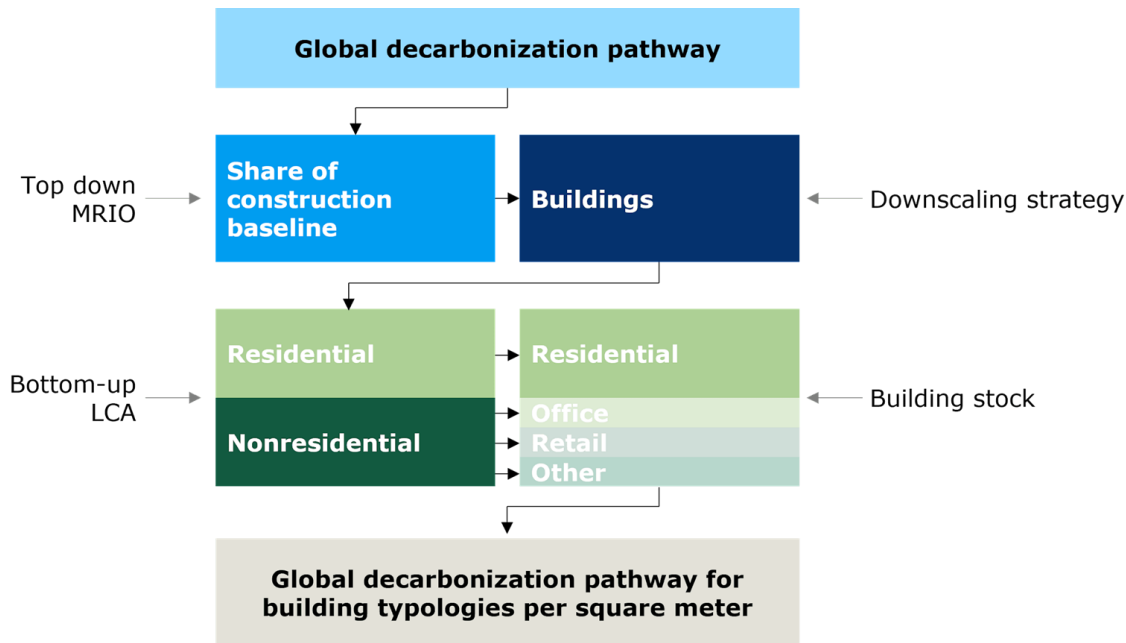 Global decarbonization pathway
Top down
MRIO
Share of
construction
baseline
Buildings
Downscaling strategy
Bottom-up
LCA
Residential
Nonresidential
Residential
Office
Retail
Other
Building stock
Global decarbonization pathway for
building typologies per square meter